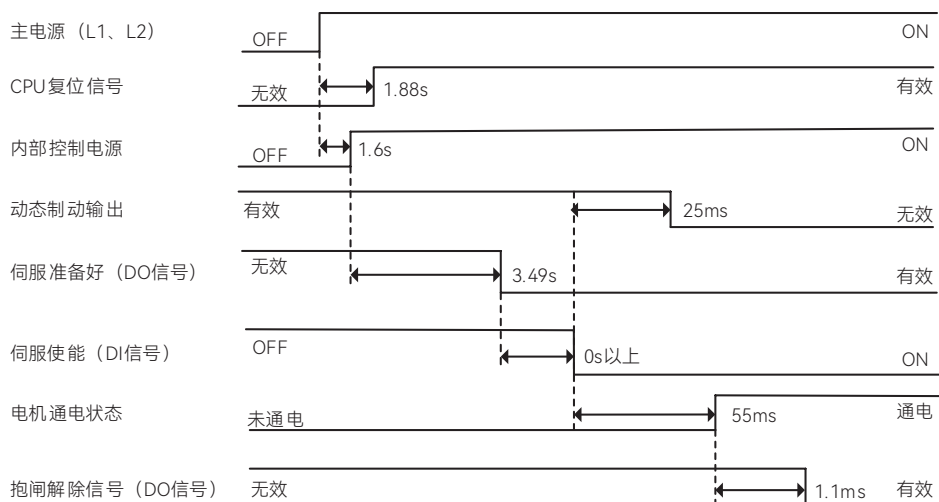 主电源（L1、L2）
OFF
ON
CPU复位信号
无效
1.88s
有效
内部控制电源
OFF
1.6s
ON
动态制动输出
有效
25ms
无效
伺服准备好（DO信号）
无效
3.49s
有效
伺服使能（DI信号）
OFF
0s以上
ON
电机通电状态
未通电
55ms
通电
抱闸解除信号（DO信号）
无效
1.1ms
有效